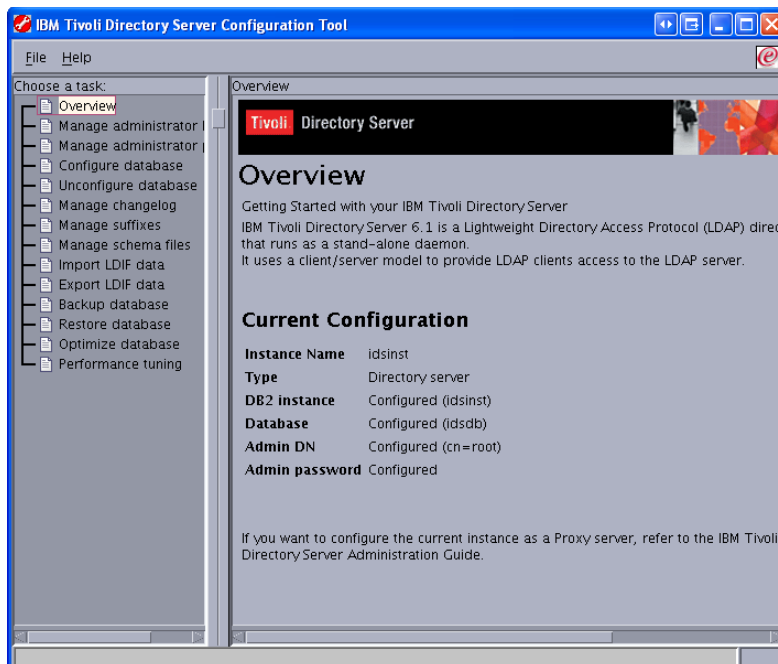 IBM Tivoli Directory Server Configuration Tool
File Help
Choose a task:
Overview
Manage administrator
Manage administrator
Configure database
Unconfigure database
Manage changelog
Manage suffixes
Manage schema files
Import LDIF data
Export LDIF data
Backup database
Restore database
Optimize database
Performance tuning
Overview
Tivoli Directory Server
Overview
Getting Started with your IBM Tivoli Directory Server
IBM Tivoli Directory Server 6.1 is a Lightweight Directory Access Protocol (LDAP)
that runs as a stand-alone daemon.
It uses a client/server model to provide LDAP clients access to the LDAP server.
Current Configuration
Instance Name idsinst
Type Directory server
DB2 instance Configured (idsinst)
Database Configured (idsdb)
Admin DN Configured (cn=root)
Admin password Configured
If you want to configure the current instance as a Proxy server, refer to the IBM Tivoli
Directory Server Administration Guide.